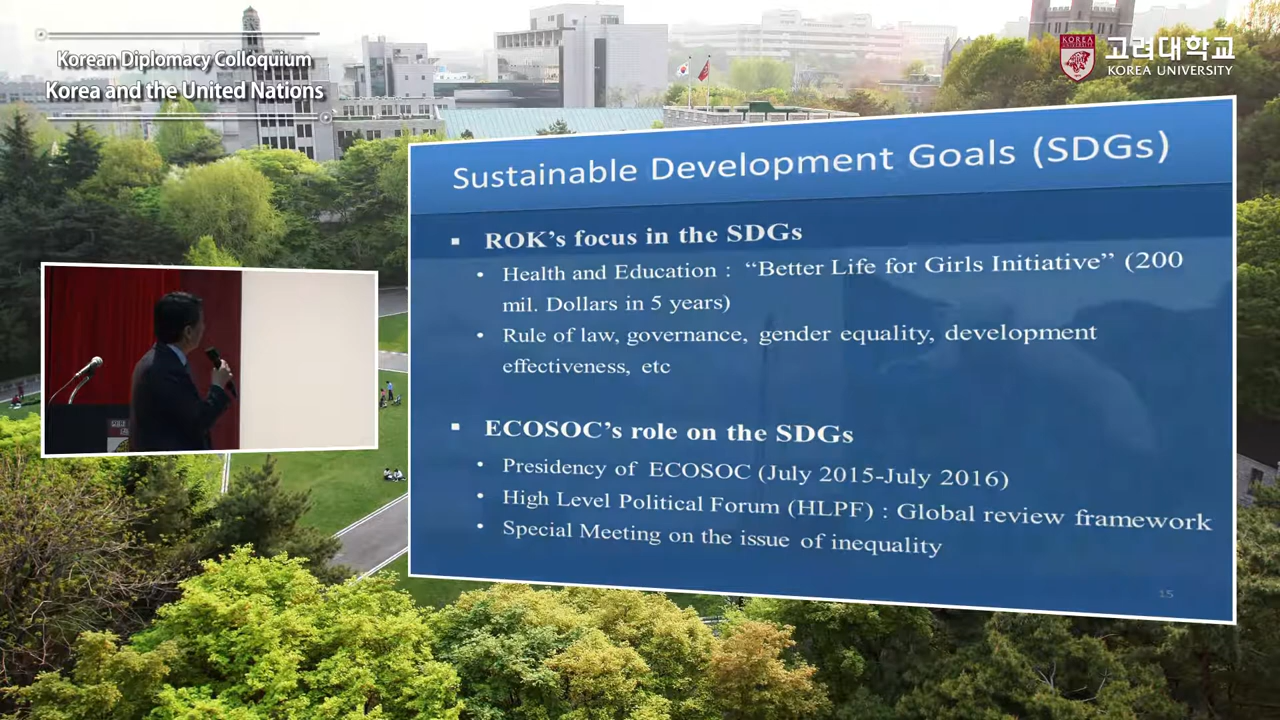 Korean Diplomacy Colloquium
Korea and the United Nations
KOREA
UNIVERSITY
고려대학교
KOREA UNIVERSITY
Sustainable Development Goals (SDGs)
▪ ROK’s focus in the SDGs
• Health and Education : “Better Life for Girls Initiative” (200
mil. Dollars in 5 years)
• Rule of law, governance, gender equality, development
effectiveness, etc
▪ ECOSOC’s role on the SDGs
• Presidency of ECOSOC (July 2015-July 2016)
• High Level Political Forum (HLPF) : Global review framework
• Special Meeting on the issue of inequality
15